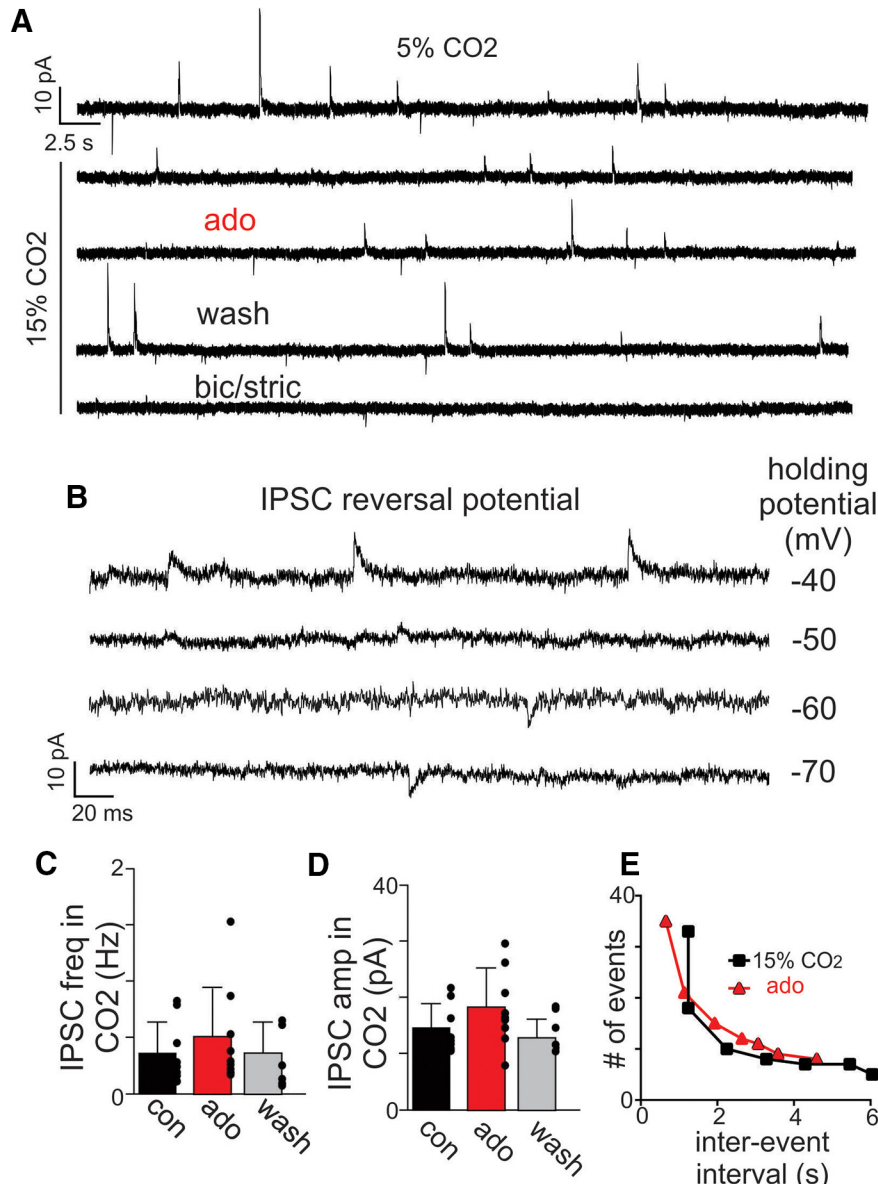 A
5% CO2
10 pA
2.5 s
15% CO2
ado
wash
bic/stric
B
IPSC reversal potential
holding
potential
(mV)
-40
-50
-60
-70
10 pA
20 ms
C
IPSC freq in
CO2 (Hz)
2
0
con
ado
wash
D
IPSC amp in
CO2 (pA)
40
0
con
ado
wash
E
# of events
40
0
15% CO2
ado
0 2 4 6
inter-event
interval (s)